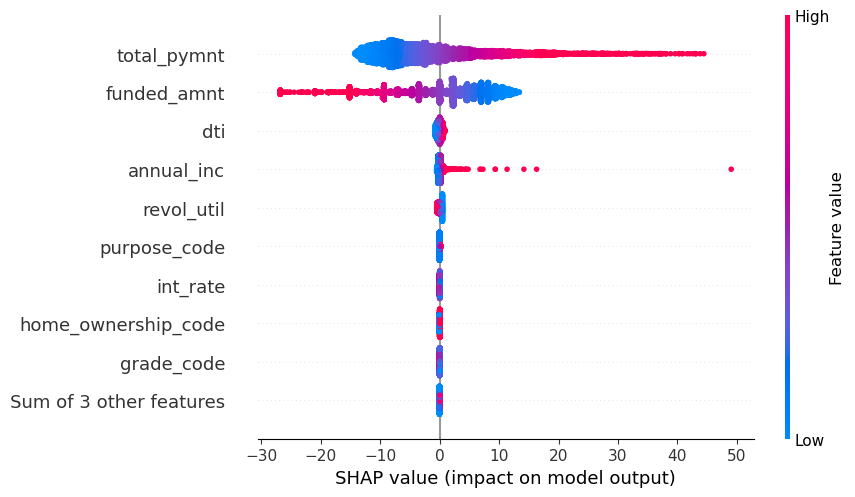 High
total_pymnt
funded_amnt
dti
annual_inc
revol_util
purpose_code
int_rate
home_ownership_code
grade_code
Sum of 3 other features
Low
Feature value
−30 −20 −10 0 10 20 30 40 50
SHAP value (impact on model output)